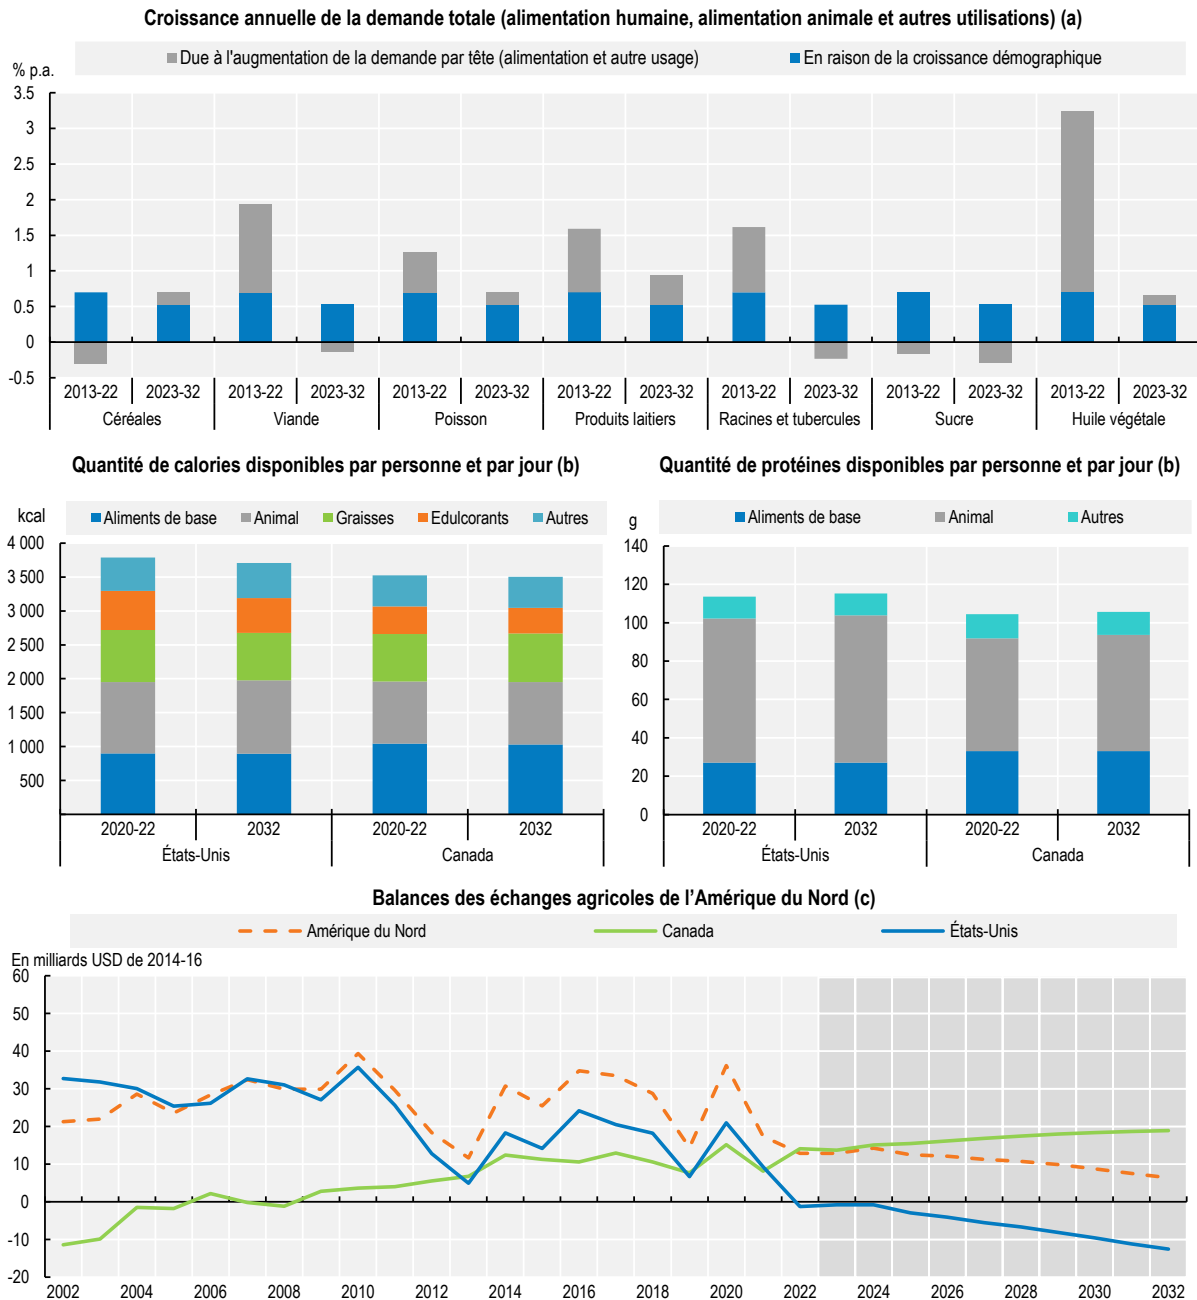 Croissance annuelle de la demande totale (alimentation humaine, alimentation animale et autres utilisations) (a)
Due à l'augmentation de la demande par tête (alimentation et autre usage) En raison de la croissance démographique
% p.a.
3.5
3
2.5
2
1.5
1
0.5
0
-0.5
2013-22 2023-32 2013-22 2023-32 2013-22 2023-32 2013-22 2023-32 2013-22 2023-32 2013-22 2023-32 2013-22 2023-32
Céréales Viande Poisson Produits laitiers Racines et tubercules Sucre Huile végétale
Quantité de calories disponibles par personne et par jour (b)
kcal
Aliments de base Animal Graisses Edulcorants Autres
4 000
3 500
3 000
2 500
2 000
1 500
1 000
500
2020-22 2032 2020-22 2032
États-Unis Canada
Quantité de protéines disponibles par personne et par jour (b)
g
Aliments de base Animal Autres
140
120
100
80
60
40
20
0
2020-22 2032 2020-22 2032
États-Unis Canada
Balances des échanges agricoles de l’Amérique du Nord (c)
Amérique du Nord Canada États-Unis
En milliards USD de 2014-16
60
50
40
30
20
10
0
-10
-20
2002 2004 2006 2008 2010 2012 2014 2016 2018 2020 2022 2024 2026 2028 2030 2032